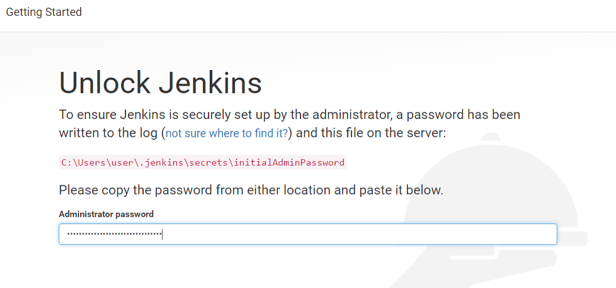 Getting Started
Unlock Jenkins
To ensure Jenkins is securely set up by the administrator, a password has been
written to the log (not sure where to find it?) and this file on the server:
C:\Users\user\.jenkins\secrets\initialAdminPassword
Please copy the password from either location and paste it below.
Administrator password
••••••••••••••••••••••••••••••••